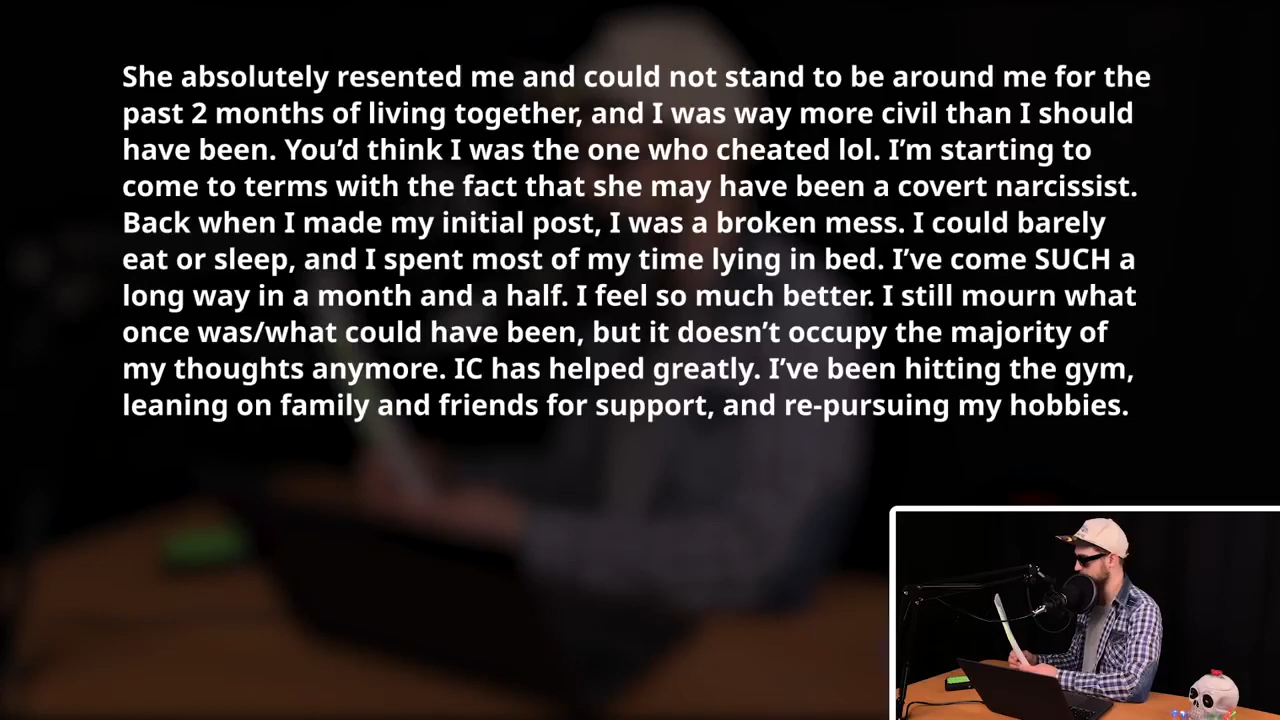 She absolutely resented me and could not stand to be around me for the
past 2 months of living together, and I was way more civil than I should
have been. You’d think I was the one who cheated lol. I’m starting to
come to terms with the fact that she may have been a covert narcissist.
Back when I made my initial post, I was a broken mess. I could barely
eat or sleep, and I spent most of my time lying in bed. I’ve come SUCH a
long way in a month and a half. I feel so much better. I still mourn what
once was/what could have been, but it doesn’t occupy the majority of
my thoughts anymore. IC has helped greatly. I’ve been hitting the gym,
leaning on family and friends for support, and re-pursuing my hobbies.